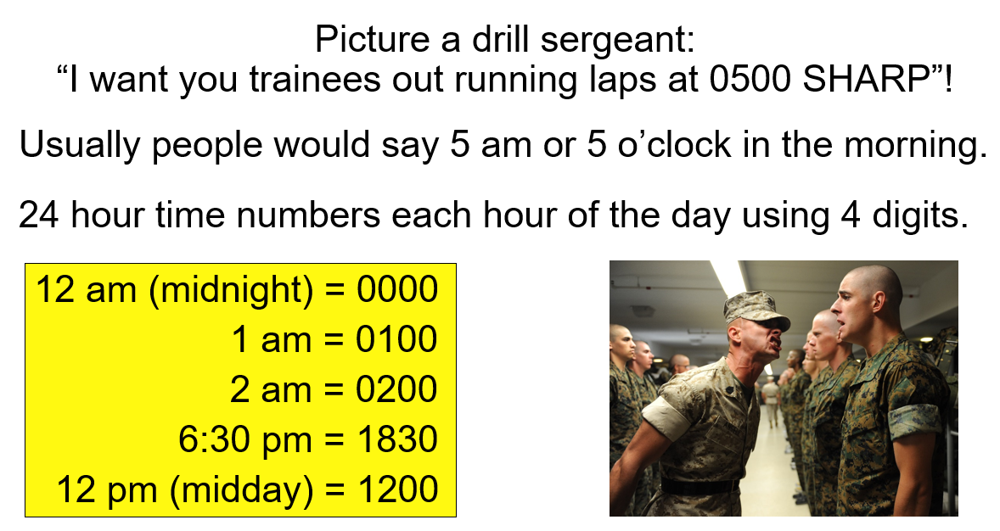 Picture a drill sergeant:
“I want you trainees out running laps at 0500 SHARP”!
Usually people would say 5 am or 5 o’clock in the morning.
24 hour time numbers each hour of the day using 4 digits.
12 am (midnight) = 0000
1 am = 0100
2 am = 0200
6:30 pm = 1830
12 pm (midday) = 1200